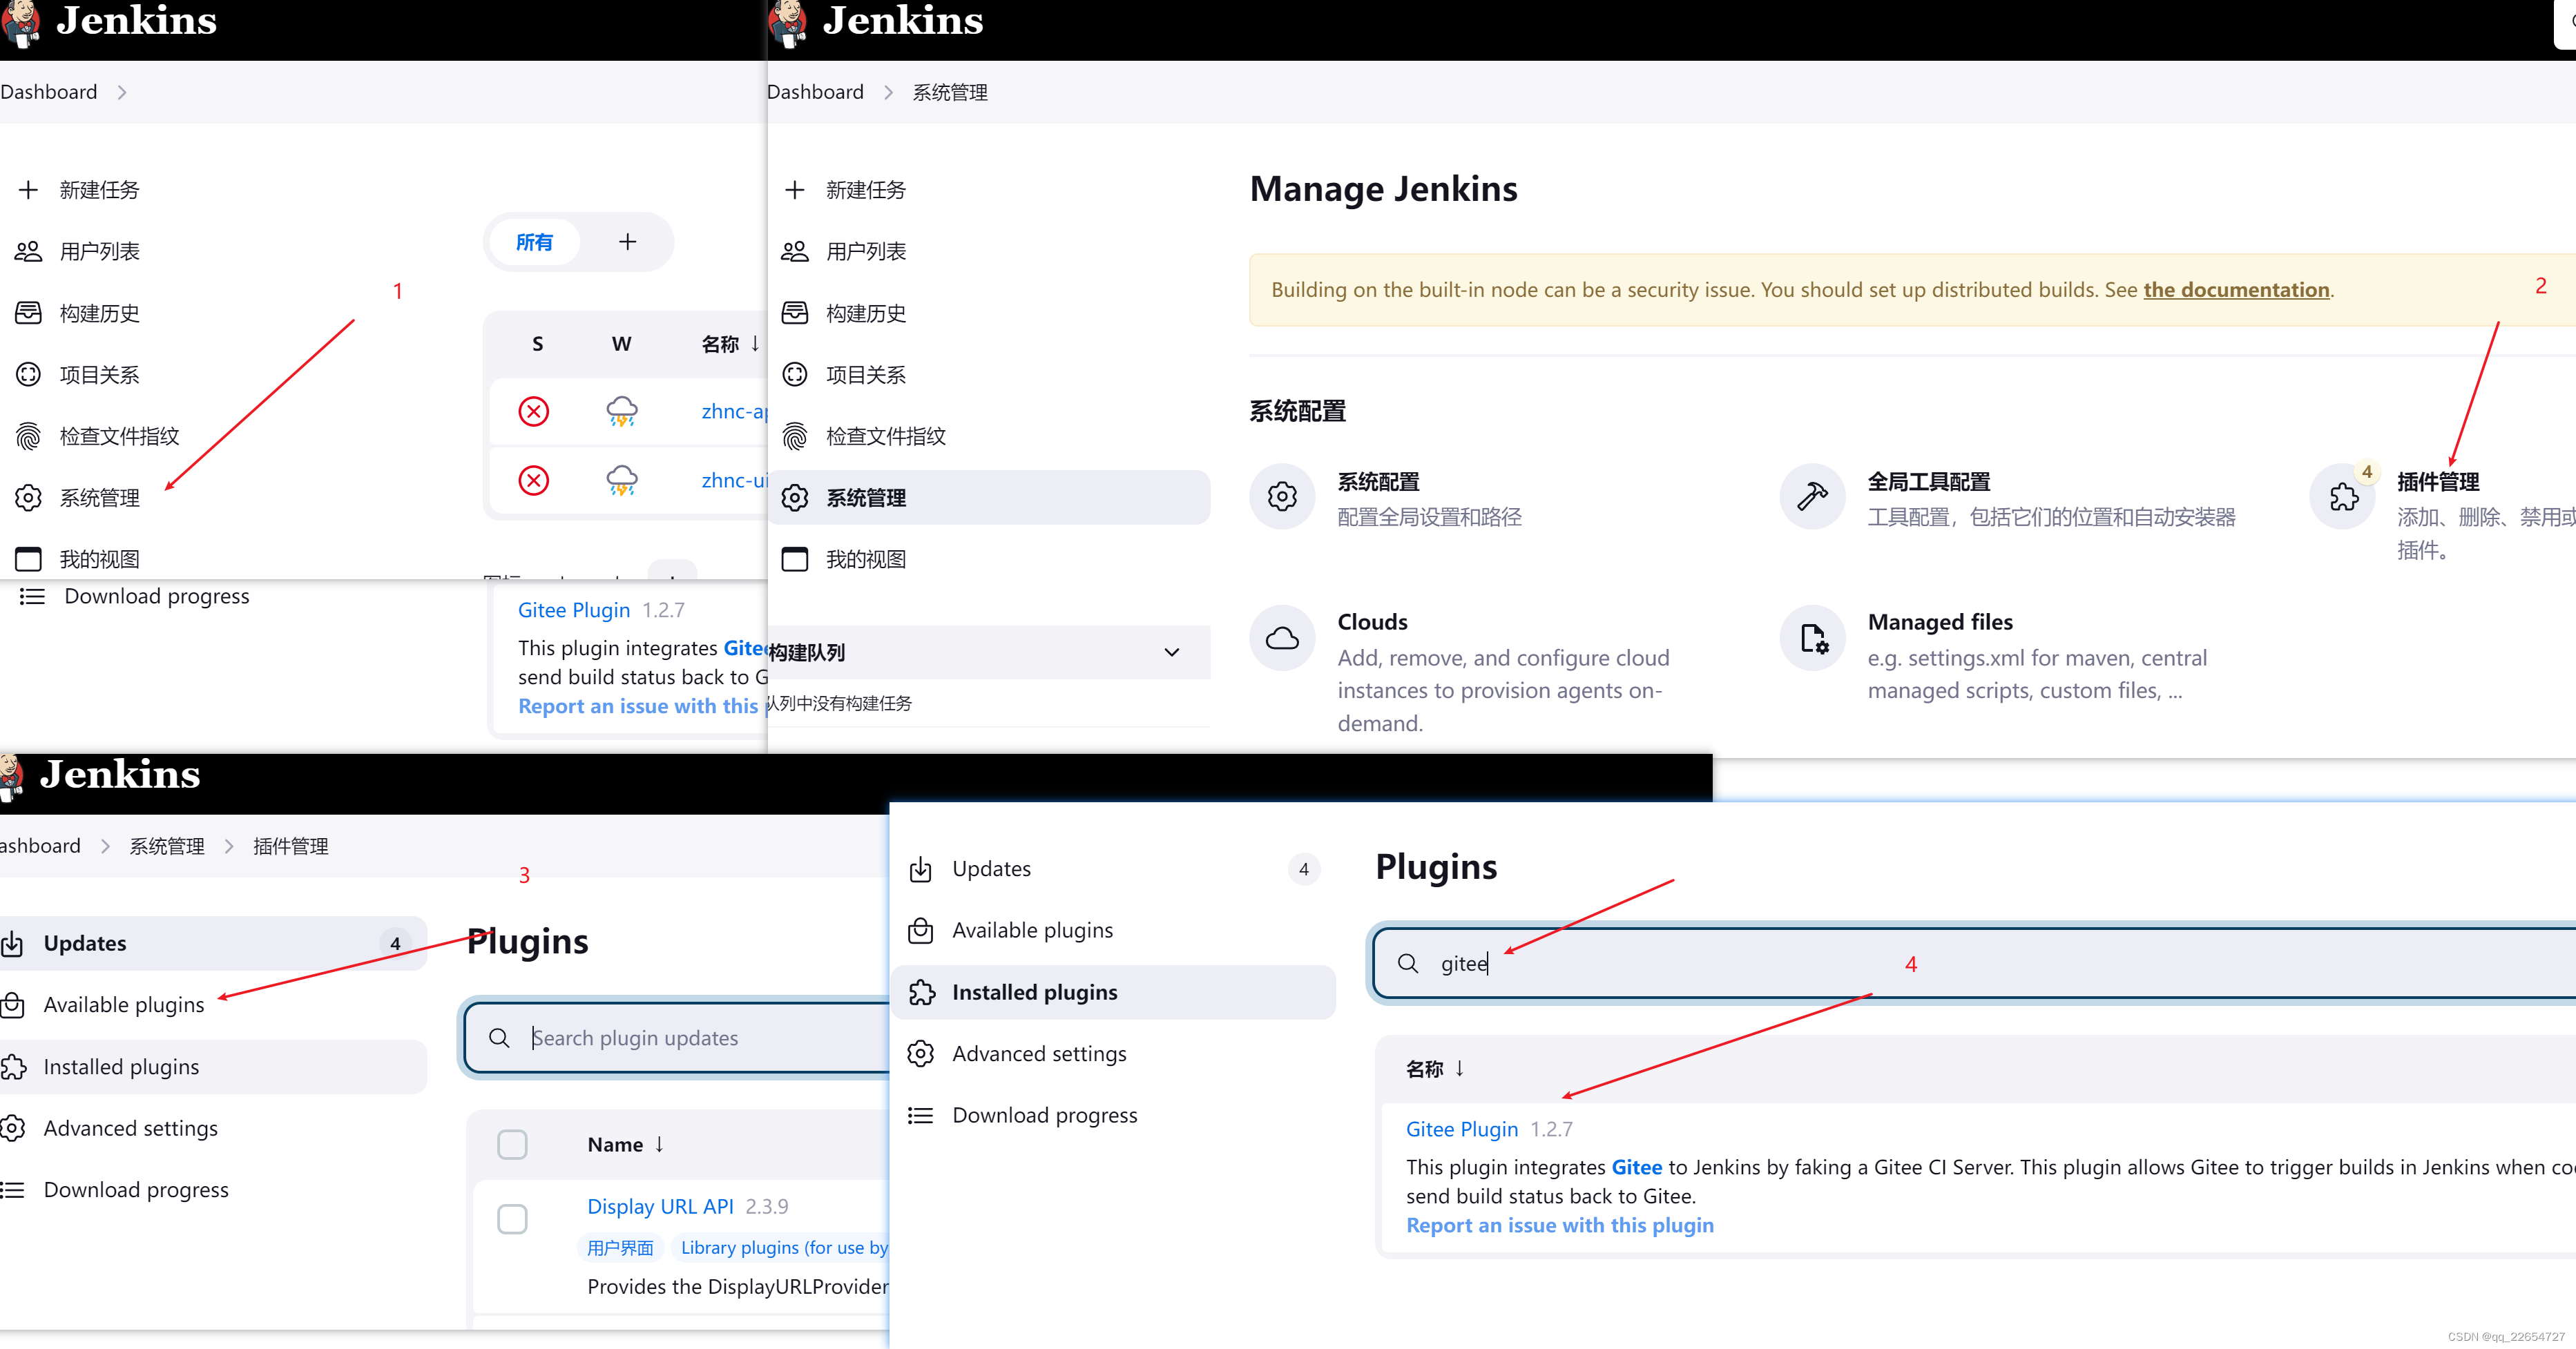 Jenkins
Dashboard
新建任务
用户列表
构建历史
项目关系
检查文件指纹
系统管理
我的视图
1
所有
S W 名称 ↓
zhnc-ap
zhnc-ui
Download progress
Gitee Plugin 1.2.7
This plugin integrates Gitee
send build status back to G
Report an issue with this
Jenkins
Dashboard 系统管理
新建任务
用户列表
构建历史
项目关系
检查文件指纹
系统管理
我的视图
构建队列
队列中没有构建任务
Manage Jenkins
Building on the built-in node can be a security issue. You should set up distributed builds. See the documentation.
2
系统配置
系统配置
配置全局设置和路径
全局工具配置
工具配置，包括它们的位置和自动安装器
4
插件管理
添加、删除、禁用或
插件。
Clouds
Add, remove, and configure cloud
instances to provision agents on-
demand.
Managed files
e.g. settings.xml for maven, central
managed scripts, custom files, ...
Jenkins
ashboard 系统管理 插件管理
3
Updates 4
Available plugins
Installed plugins
Advanced settings
Download progress
Plugins
Search plugin updates
Name ↓
Display URL API 2.3.9
用户界面 Library plugins (for use by
Provides the DisplayURLProvider
Updates 4
Available plugins
Installed plugins
Advanced settings
Download progress
Plugins
gitee
4
名称 ↓
Gitee Plugin 1.2.7
This plugin integrates Gitee to Jenkins by faking a Gitee CI Server. This plugin allows Gitee to trigger builds in Jenkins when co
send build status back to Gitee.
Report an issue with this plugin
CSDN @qq_22654727